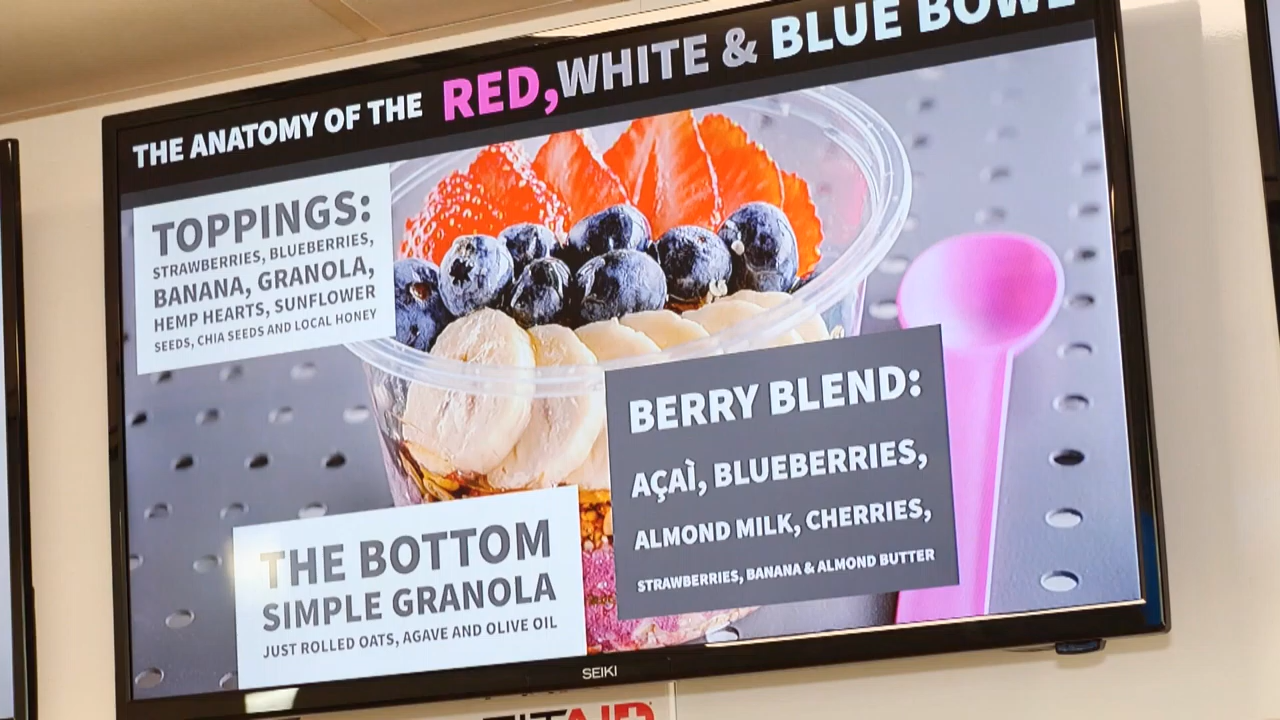 THE ANATOMY OF THE RED, WHITE & BLUE BOWL
TOPPINGS:
STRAWBERRIES, BLUEBERRIES,
BANANA, GRANOLA,
HEMP HEARTS, SUNFLOWER
SEEDS, CHIA SEEDS AND LOCAL HONEY
BERRY BLEND:
AÇAÌ, BLUEBERRIES,
ALMOND MILK, CHERRIES,
STRAWBERRIES, BANANA & ALMOND BUTTER
THE BOTTOM
SIMPLE GRANOLA
JUST ROLLED OATS, AGAVE AND OLIVE OIL
SEIKI
FITAID